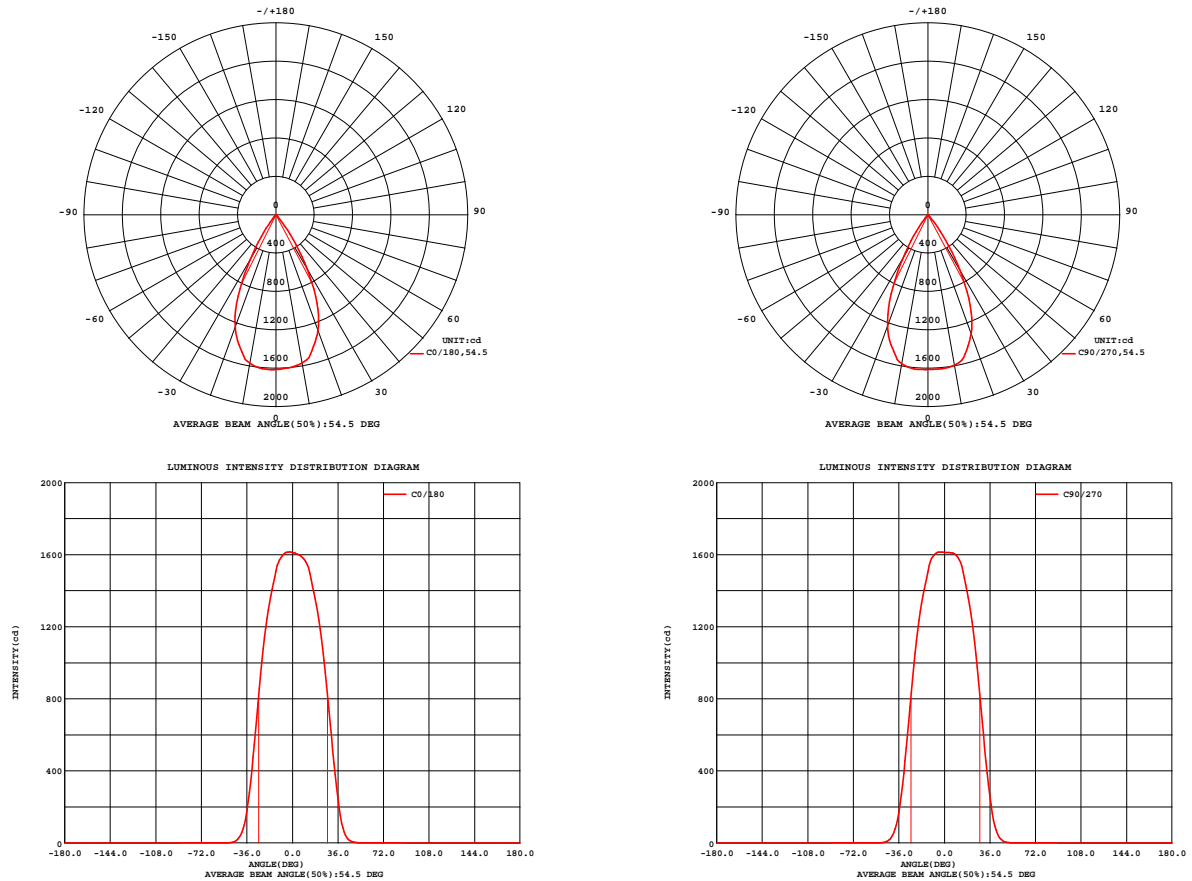 -/+180
-150
150
-120
120
-90
0
90
400
800
-60
1200
60
UNIT:cd
1600
C0/180,54.5
-30
2000
30
0
AVERAGE BEAM ANGLE(50%):54.5 DEG
-/+180
-150
150
-120
120
-90
0
90
400
800
-60
1200
60
UNIT:cd
1600
C90/270,54.5
-30
2000
30
0
AVERAGE BEAM ANGLE(50%):54.5 DEG
LUMINOUS INTENSITY DISTRIBUTION DIAGRAM
2000
C0/180
1600
1200
INTENSITY(cd)
800
400
0
-180.0 -144.0 -108.0 -72.0 -36.0 0.0 36.0 72.0 108.0 144.0 180.0
ANGLE(DEG)
AVERAGE BEAM ANGLE(50%):54.5 DEG
LUMINOUS INTENSITY DISTRIBUTION DIAGRAM
2000
C90/270
1600
1200
INTENSITY(cd)
800
400
0
-180.0 -144.0 -108.0 -72.0 -36.0 0.0 36.0 72.0 108.0 144.0 180.0
ANGLE(DEG)
AVERAGE BEAM ANGLE(50%):54.5 DEG